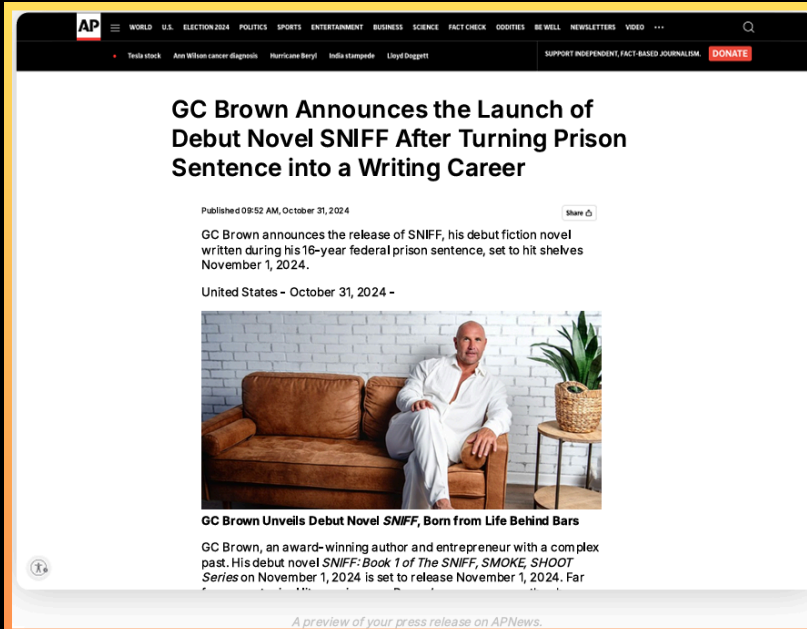 AP WORLD U.S. ELECTION 2024 POLITICS SPORTS ENTERTAINMENT BUSINESS SCIENCE FACT CHECK ODDITIES BE WELL NEWSLETTERS VIDEO ...
Tesla stock Ann Wilson cancer diagnosis Hurricane Beryl India stampede Lloyd Doggett SUPPORT INDEPENDENT, FACT-BASED JOURNALISM. DONATE
GC Brown Announces the Launch of
Debut Novel SNIFF After Turning Prison
Sentence into a Writing Career
Published 09:52 AM, October 31, 2024 Share
GC Brown announces the release of SNIFF, his debut fiction novel
written during his 16-year federal prison sentence, set to hit shelves
November 1, 2024.
United States - October 31, 2024 -
GC Brown Unveils Debut Novel SNIFF, Born from Life Behind Bars
GC Brown, an award-winning author and entrepreneur with a complex
past. His debut novel SNIFF: Book 1 of The SNIFF, SMOKE, SHOOT
Series on November 1, 2024 is set to release November 1, 2024. Far
A preview of your press release on APNews.